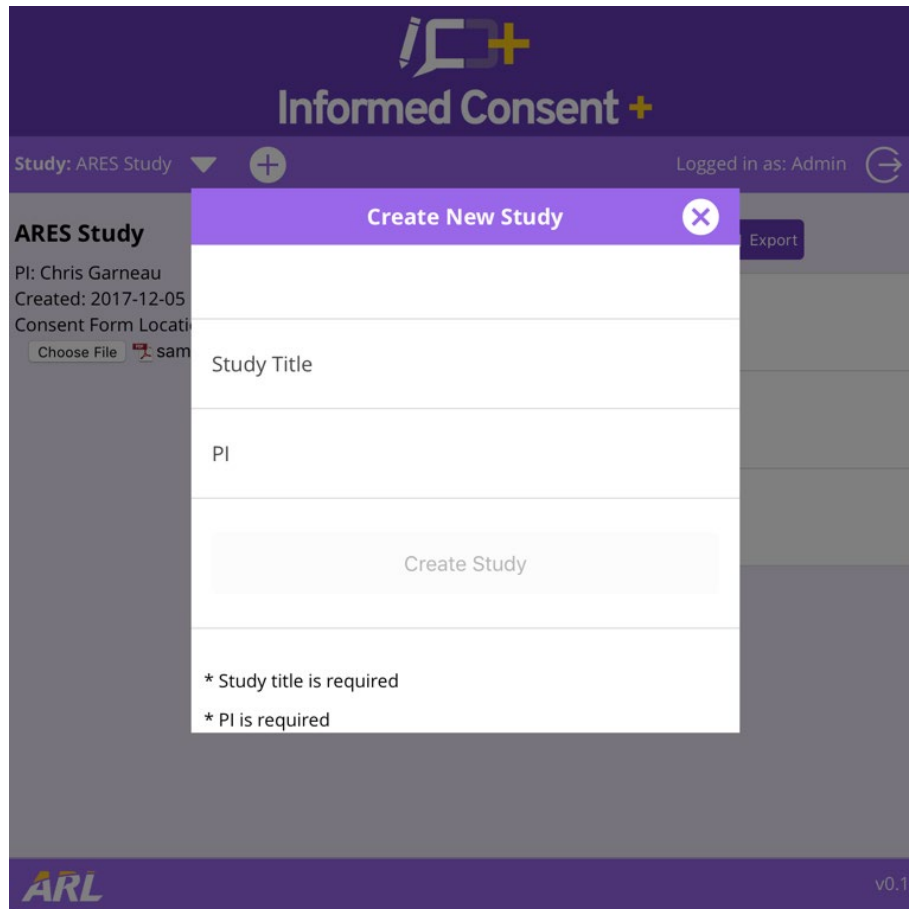 Informed Consent +
Study: ARES Study
Logged in as: Admin
Create New Study
ARES Study
Export
PI: Chris Garneau
Created: 2017-12-05
Consent Form Locati
Choose File sam
Study Title
PI
Create Study
* Study title is required
* PI is required
ARL
v0.1